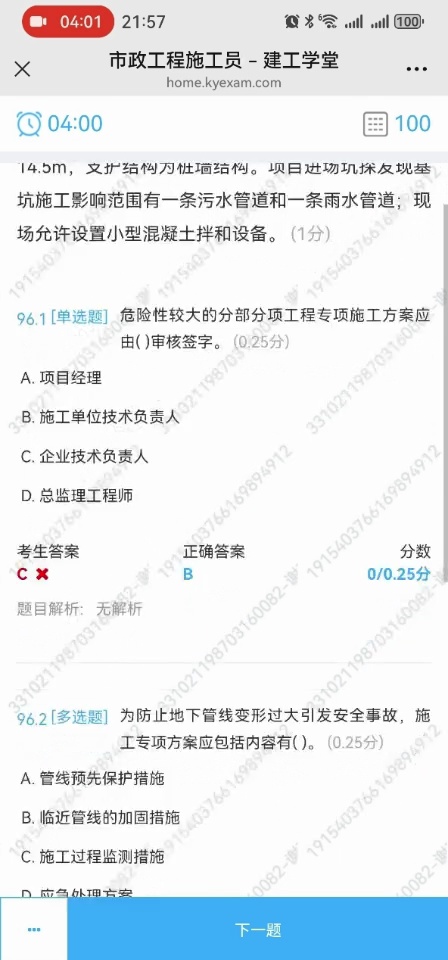 04:01 21:57 100
市政工程施工员 – 建工学堂
home.kyexam.com
04:00 100
14.5m，支护结构为桩墙结构。项目进场坑探发现基
坑施工影响范围有一条污水管道和一条雨水管道；现
场允许设置小型混凝土拌和设备。(1分)
96.1 [单选题] 危险性较大的分部分项工程专项施工方案应
由( )审核签字。(0.25分)
A. 项目经理
B. 施工单位技术负责人
C. 企业技术负责人
D. 总监理工程师
考生答案 正确答案 分数
C ✖ B 0/0.25分
题目解析: 无解析
96.2 [多选题] 为防止地下管线变形过大引发安全事故，施
工专项方案应包括内容有( )。(0.25分)
A. 管线预先保护措施
B. 临近管线的加固措施
C. 施工过程监测措施
D. 应急处理方案
下一题